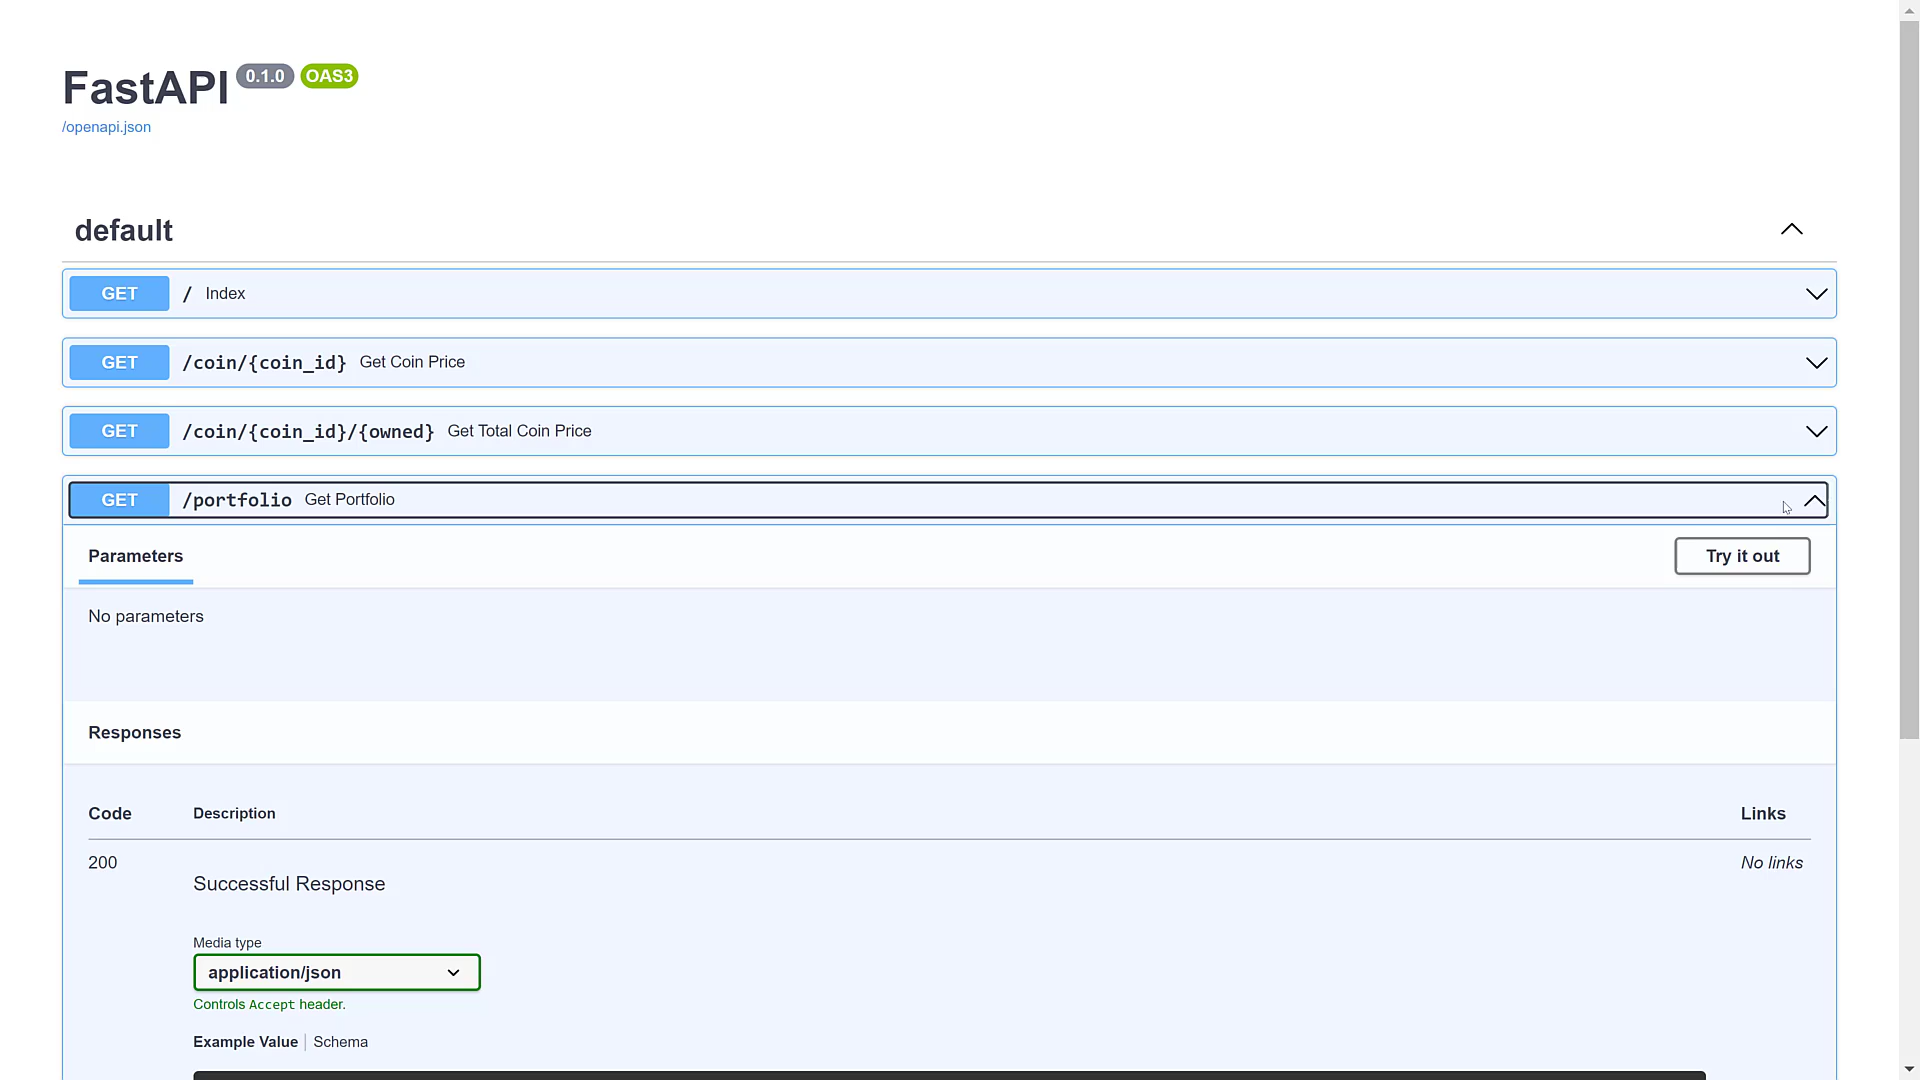 FastAPI 0.1.0 OAS3
/openapi.json
default
GET / Index
GET /coin/{coin_id} Get Coin Price
GET /coin/{coin_id}/{owned} Get Total Coin Price
GET /portfolio Get Portfolio
Parameters Try it out
No parameters
Responses
Code Description Links
200 No links
Successful Response
Media type
application/json
Controls Accept header.
Example Value Schema